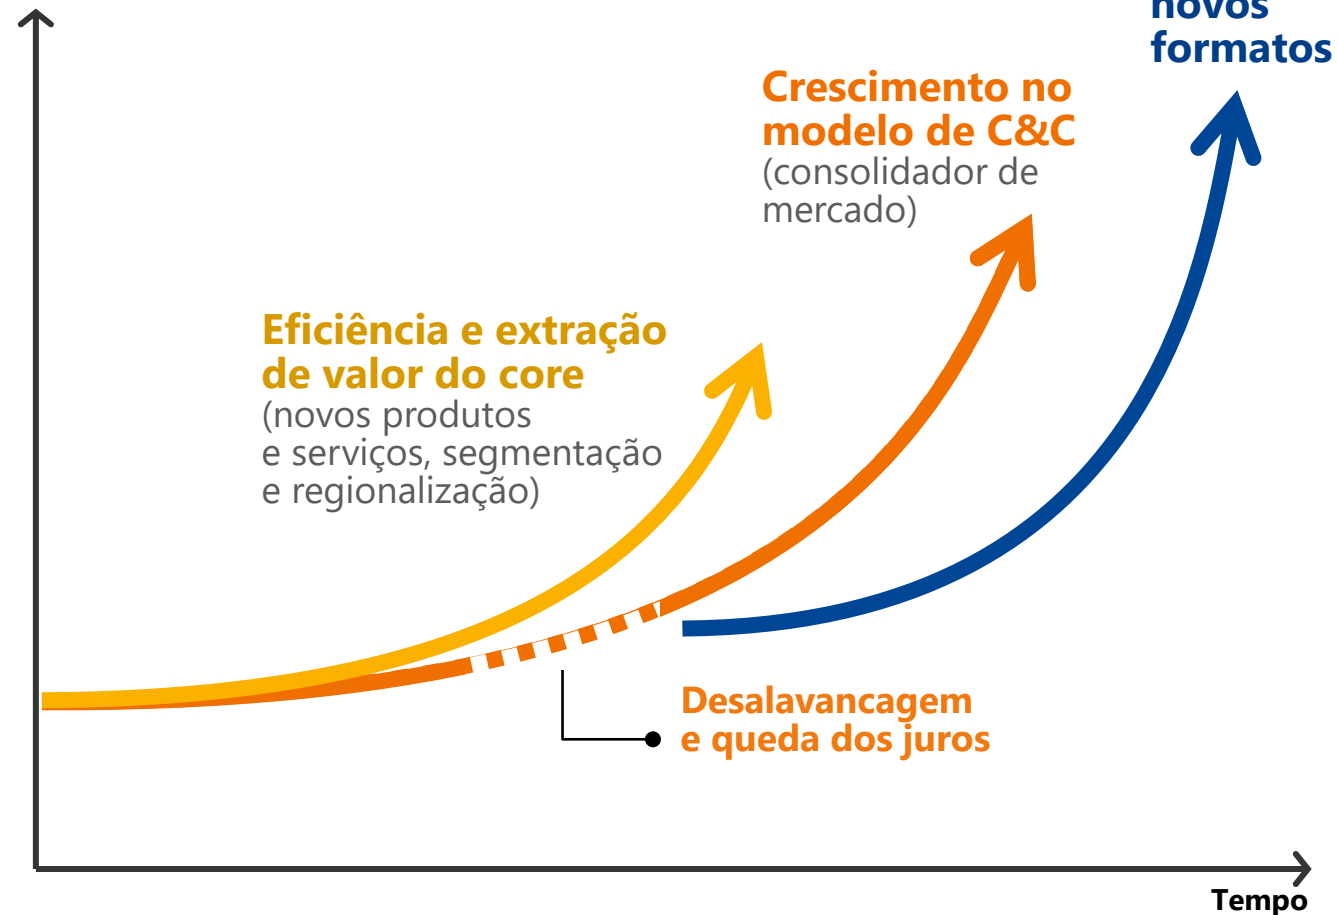 novos
formatos
Crescimento no
modelo de C&C
(consolidador de
mercado)
Eficiência e extração
de valor do core
(novos produtos
e serviços, segmentação
e regionalização)
Desalavancagem
e queda dos juros
Tempo